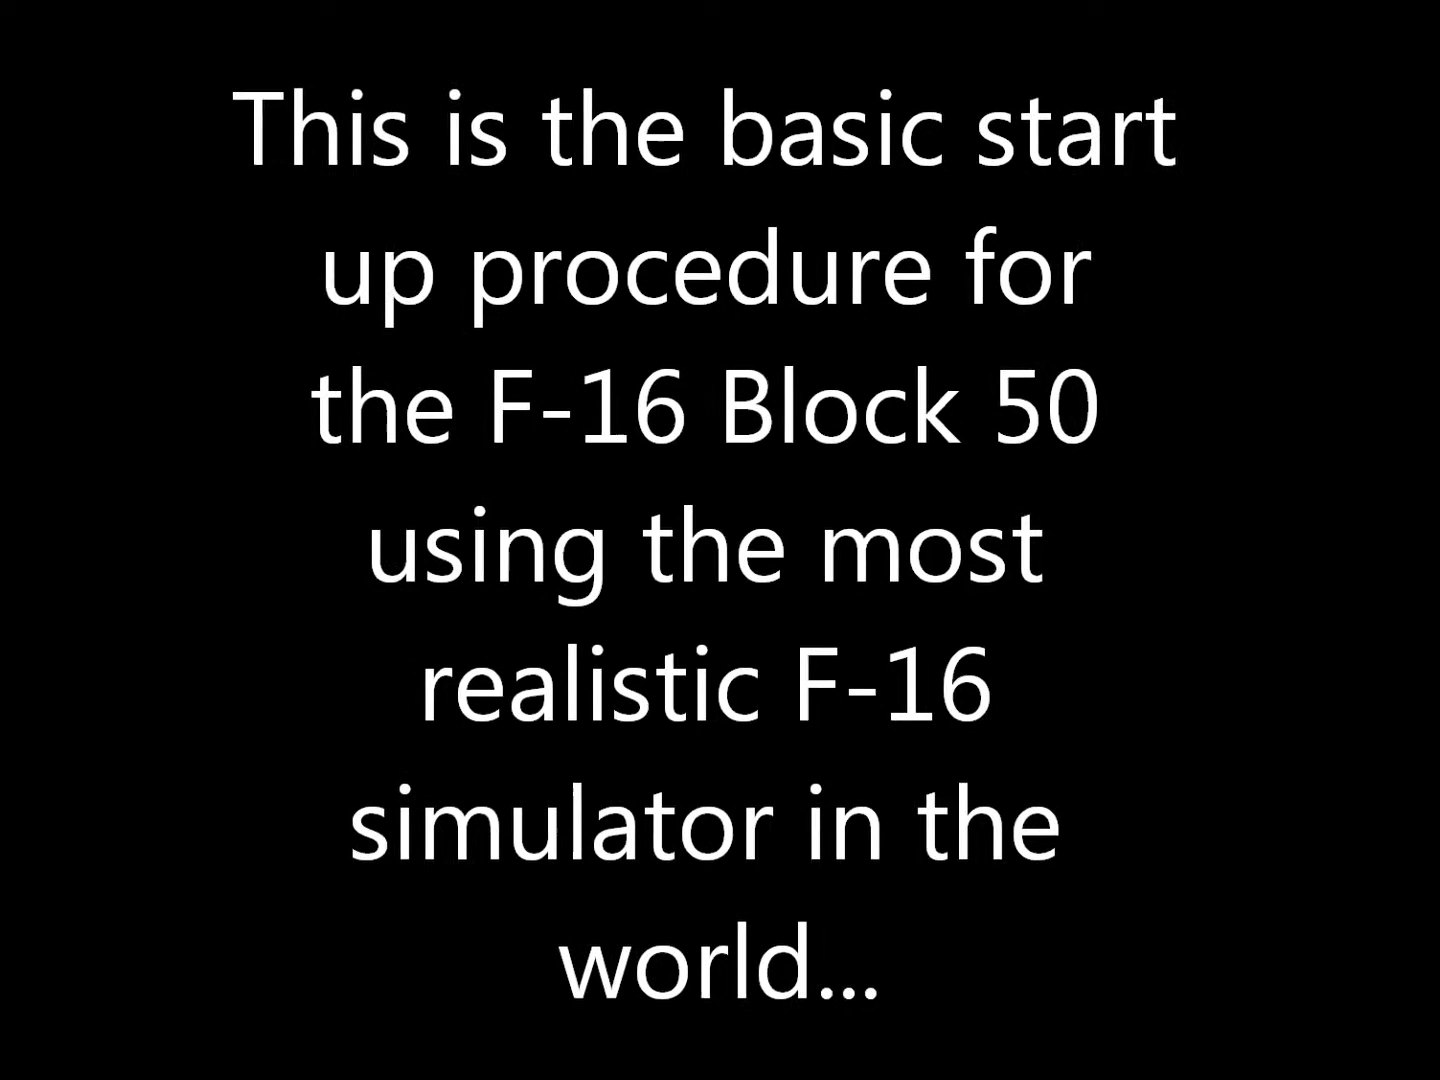 This is the basic start
up procedure for
the F-16 Block 50
using the most
realistic F-16
simulator in the
world...